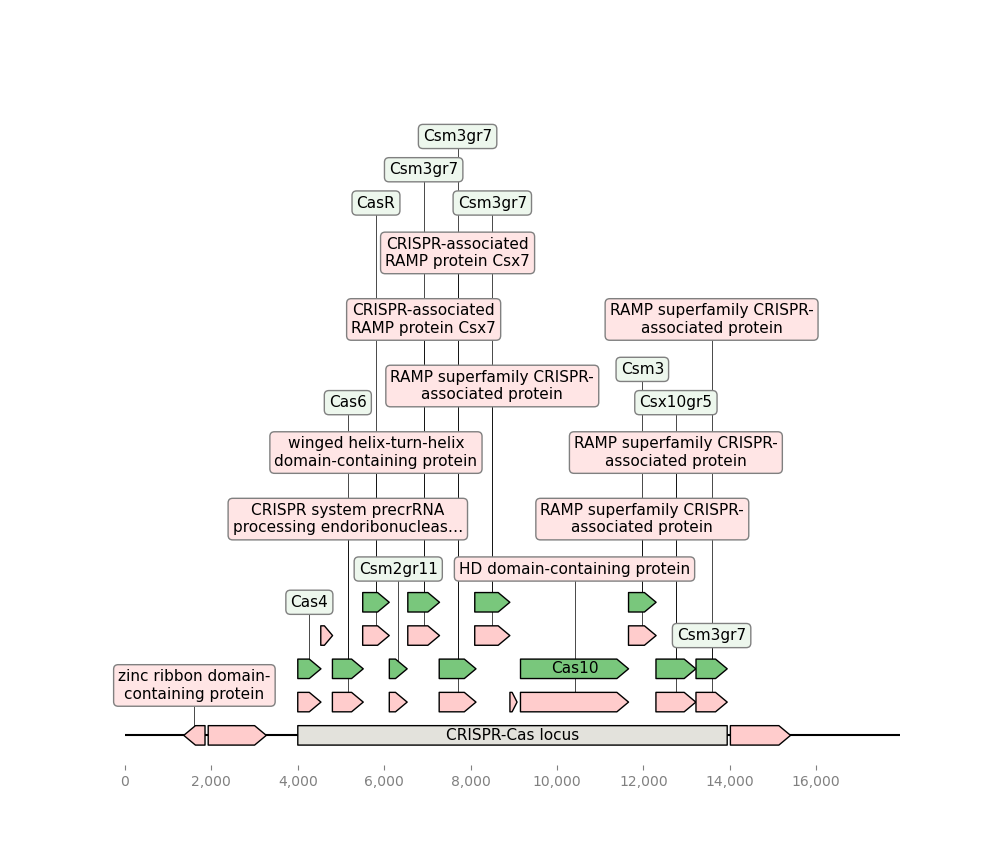 Csm3gr7
Csm3gr7
CasR
Csm3gr7
CRISPR-associated
RAMP protein Csx7
CRISPR-associated
RAMP protein Csx7
RAMP superfamily CRISPR-
associated protein
Csm3
RAMP superfamily CRISPR-
associated protein
Cas6
Csx10gr5
winged helix-turn-helix
domain-containing protein
RAMP superfamily CRISPR-
associated protein
CRISPR system precrRNA
processing endoribonucleas...
RAMP superfamily CRISPR-
associated protein
Csm2gr11
HD domain-containing protein
Cas4
Csm3gr7
zinc ribbon domain-
containing protein
Cas10
CRISPR-Cas locus
0
2,000
4,000
6,000
8,000
10,000
12,000
14,000
16,000